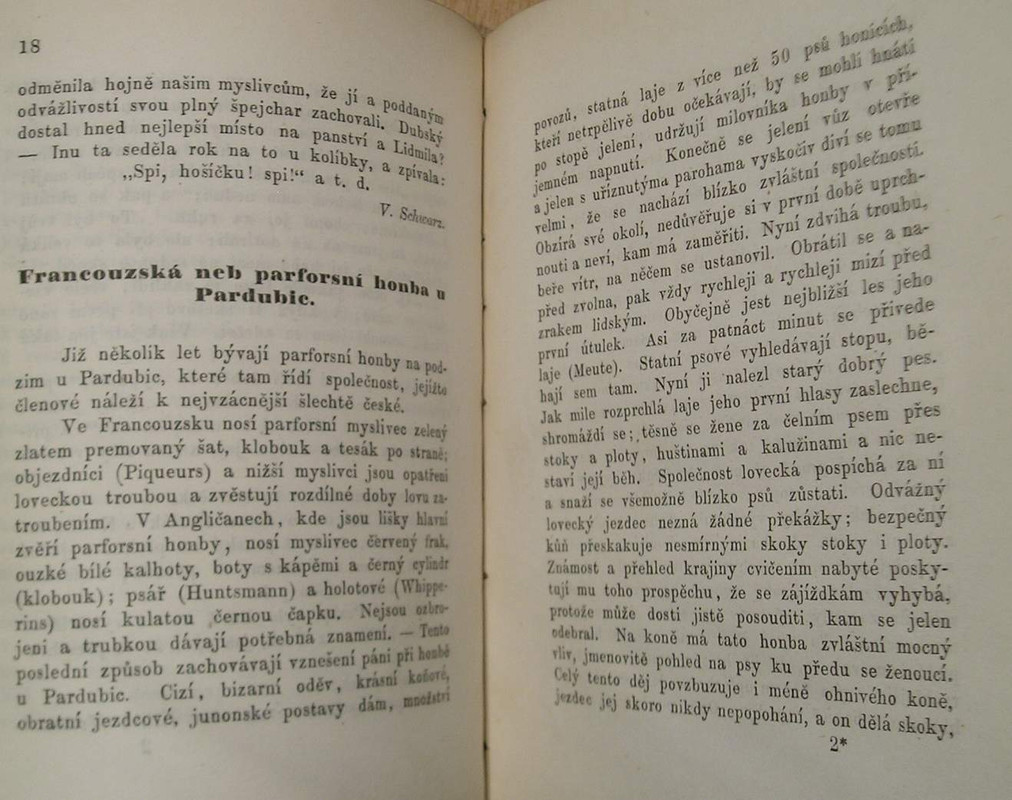 18
odměnila hojně našim myslivcům, že jí a poddaným
odvážlivostí svou plný špejchar zachovali. Dubský
dostal hned nejlepší místo na panství a Lidmila?
— Inu ta seděla rok na to u kolíbky, a zpívala:
„Spi, hošíčku! spi!“ a t. d.
V. Schwarz.
Francouzská neb parforsní honba u
Pardubic.
Již několik let bývají parforsní honby na pod-
zim u Pardubic, které tam řídí společnost, jejížto
členové náleží k nejvzácnější šlechtě české.
Ve Francouzsku nosí parforsní myslivec zelený
zlatem premovaný šat, klobouk a tesák po straně;
objezdníci (Piqueurs) a nižší myslivci jsou opatřeni
loveckou troubou a zvěstují rozdílné doby lovu za-
troubením. V Angličanech, kde jsou lišky hlavní
zvěří parforsní honby, nosí myslivec červený frak,
ouzké bílé kalhoty, boty s kápěmi a černý cylindr
(klobouk); psář (Huntsmann) a holotové (Whippe-
rins) nosí kulatou černou čapku. Nejsou ozbro-
jeni a trubkou dávají potřebná znamení. — Tento
poslední způsob zachovávají vznešení páni při honbě
u Pardubic. Cizí, bizarní oděv, krásní koňové,
obratní jezdcové, junonské postavy dám, množství
povozů, statná laje z více než 50 psů honících,
kteří netrpělivě dobu očekávají, by se mohli hnáti
po stopě jelení, udržují milovníka honby v pří-
jemném napnutí. Konečně se jelení vůz otevře
a jelen s uříznutýma parohama vyskočiv diví se tomu
velmi, že se nachází blízko zvláštní společnosti.
Obzírá své okolí, nedůvěřuje si v první době uprch-
nouti a neví, kam má zaměřiti. Nyní zdvihá troubu,
beře vítr, na něčem se ustanovil. Obrátil se a na-
před zvolna, pak vždy rychleji a rychleji mizí před
zrakem lidským. Obyčejně jest nejbližší les jeho
první útulek. Asi za patnáct minut se přivede
laje (Meute). Statní psové vyhledávají stopu, bě-
hají sem tam. Nyní ji nalezl starý dobrý pes.
Jak mile rozprchlá laje jeho první hlasy zaslechne,
shromáždí se; těsně se žene za čelním psem přes
stoky a ploty, huštinami a kalužinami a nic ne-
staví její běh. Společnost lovecká pospíchá za ní
a snaží se všemožně blízko psů zůstati. Odvážný
lovecký jezdec nezná žádné překážky; bezpečný
kůň přeskakuje nesmírnými skoky stoky i ploty.
Známost a přehled krajiny cvičením nabyté posky-
tují mu toho prospěchu, že se zájíždkám vyhybá,
protože může dosti jistě posouditi, kam se jelen
odebral. Na koně má tato honba zvláštní mocný
vliv, jmenovitě pohled na psy ku předu se ženoucí.
Celý tento děj povzbuzuje i méně ohnivého koně,
jezdec jej skoro nikdy nepopohání, a on dělá skoky,
2*